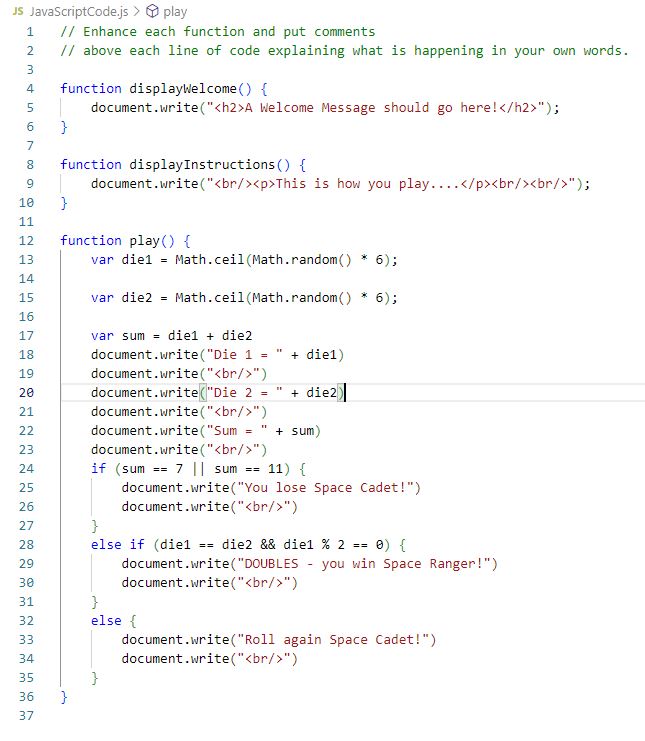 JS JavaScriptCode.js > play
1 // Enhance each function and put comments
2 // above each line of code explaining what is happening in your own words.
3
4 function displayWelcome() {
5     document.write("<h2>A Welcome Message should go here!</h2>");
6 }
7
8 function displayInstructions() {
9     document.write("<br/><p>This is how you play....</p><br/><br/>");
10 }
11
12 function play() {
13     var die1 = Math.ceil(Math.random() * 6);
14
15     var die2 = Math.ceil(Math.random() * 6);
16
17     var sum = die1 + die2
18     document.write("Die 1 = " + die1)
19     document.write("<br/>")
20     document.write("Die 2 = " + die2)
21     document.write("<br/>")
22     document.write("Sum = " + sum)
23     document.write("<br/>")
24     if (sum == 7 || sum == 11) {
25         document.write("You lose Space Cadet!")
26         document.write("<br/>")
27     }
28     else if (die1 == die2 && die1 % 2 == 0) {
29         document.write("DOUBLES - you win Space Ranger!")
30         document.write("<br/>")
31     }
32     else {
33         document.write("Roll again Space Cadet!")
34         document.write("<br/>")
35     }
36 }
37